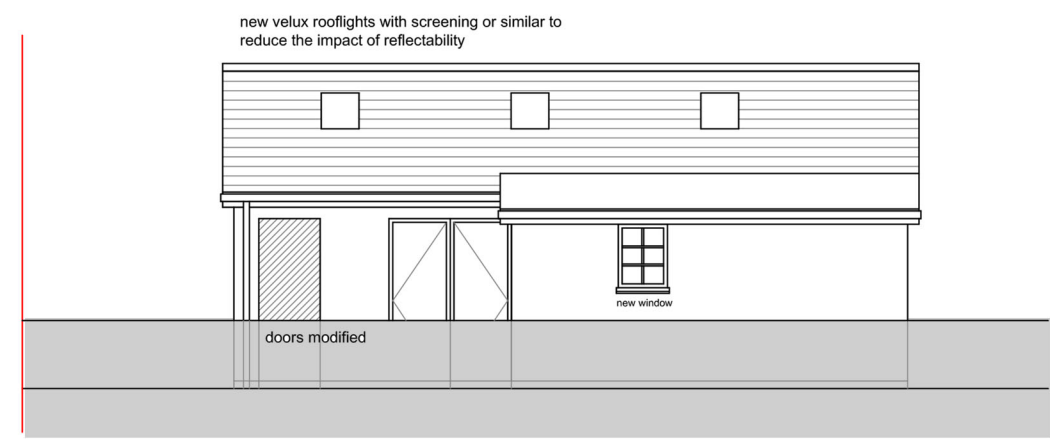 new velux rooflights with screening or similar to
reduce the impact of reflectability
new window
doors modified